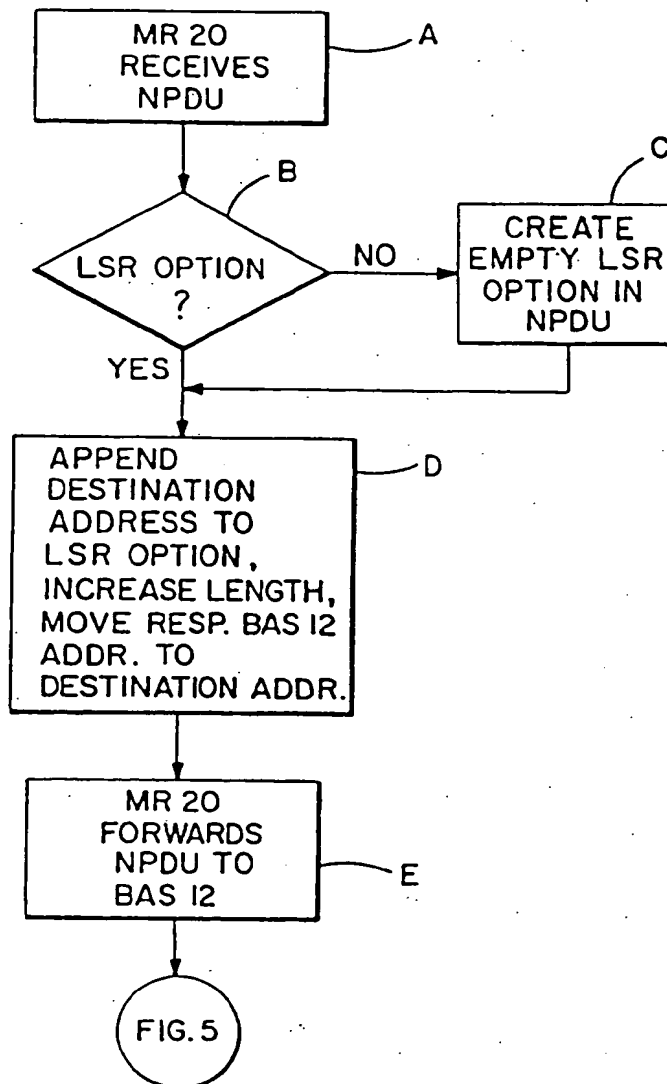 MR 20
RECEIVES
NPDU
A
B
LSR OPTION
?
NO
C
CREATE
EMPTY LSR
OPTION IN
NPDU
YES
APPEND
DESTINATION
ADDRESS TO
LSR OPTION,
INCREASE LENGTH,
MOVE RESP. BAS 12
ADDR. TO
DESTINATION ADDR.
D
MR 20
FORWARDS
NPDU TO
BAS 12
E
FIG. 5